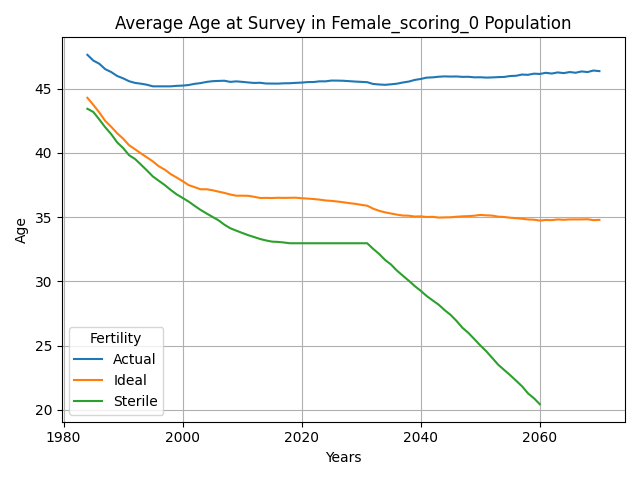 Average Age at Survey in Female_scoring_0 Population
Age
45
40
35
30
25
20
Fertility
Actual
Ideal
Sterile
1980
2000
2020
2040
2060
Years